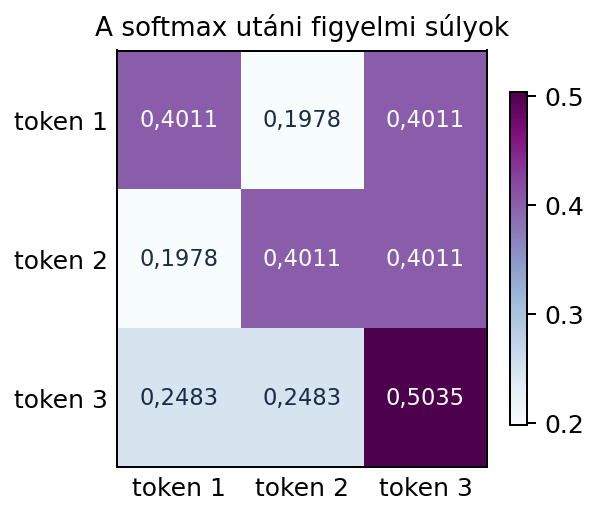 A softmax utáni figyelmi súlyok
token 1 0,4011 0,1978 0,4011
token 2 0,1978 0,4011 0,4011
token 3 0,2483 0,2483 0,5035
token 1 token 2 token 3
0.5
0.4
0.3
0.2